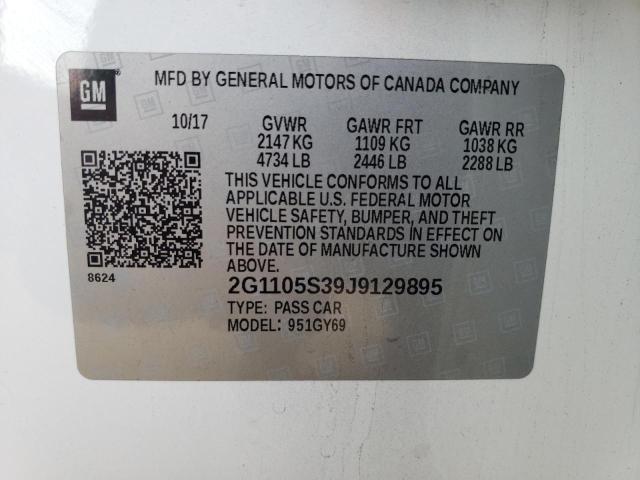 GM
MFD BY GENERAL MOTORS OF CANADA COMPANY
10/17 GVWR GAWR FRT GAWR RR
2147 KG 1109 KG 1038 KG
4734 LB 2446 LB 2288 LB
THIS VEHICLE CONFORMS TO ALL
APPLICABLE U.S. FEDERAL MOTOR
VEHICLE SAFETY, BUMPER, AND THEFT
PREVENTION STANDARDS IN EFFECT ON
THE DATE OF MANUFACTURE SHOWN
ABOVE.
8624
2G1105S39J9129895
TYPE: PASS CAR
MODEL: 951GY69